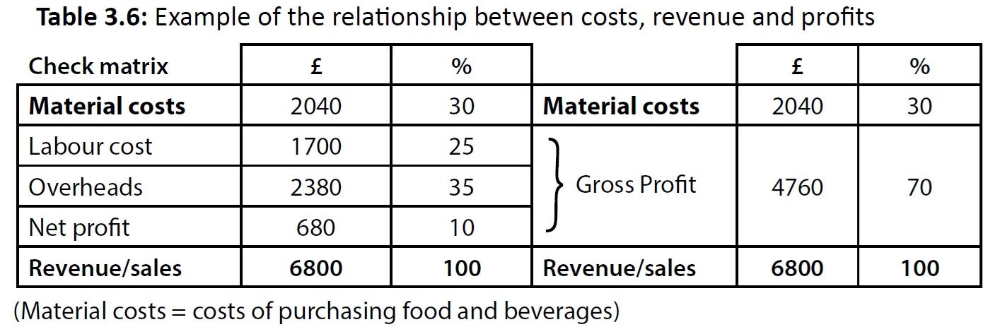 Table 3.6: Example of the relationship between costs, revenue and profits
Check matrix £ % £ %
Material costs 2040 30 Material costs 2040 30
Labour cost 1700 25
Overheads 2380 35 Gross Profit 4760 70
Net profit 680 10
Revenue/sales 6800 100 Revenue/sales 6800 100
(Material costs = costs of purchasing food and beverages)